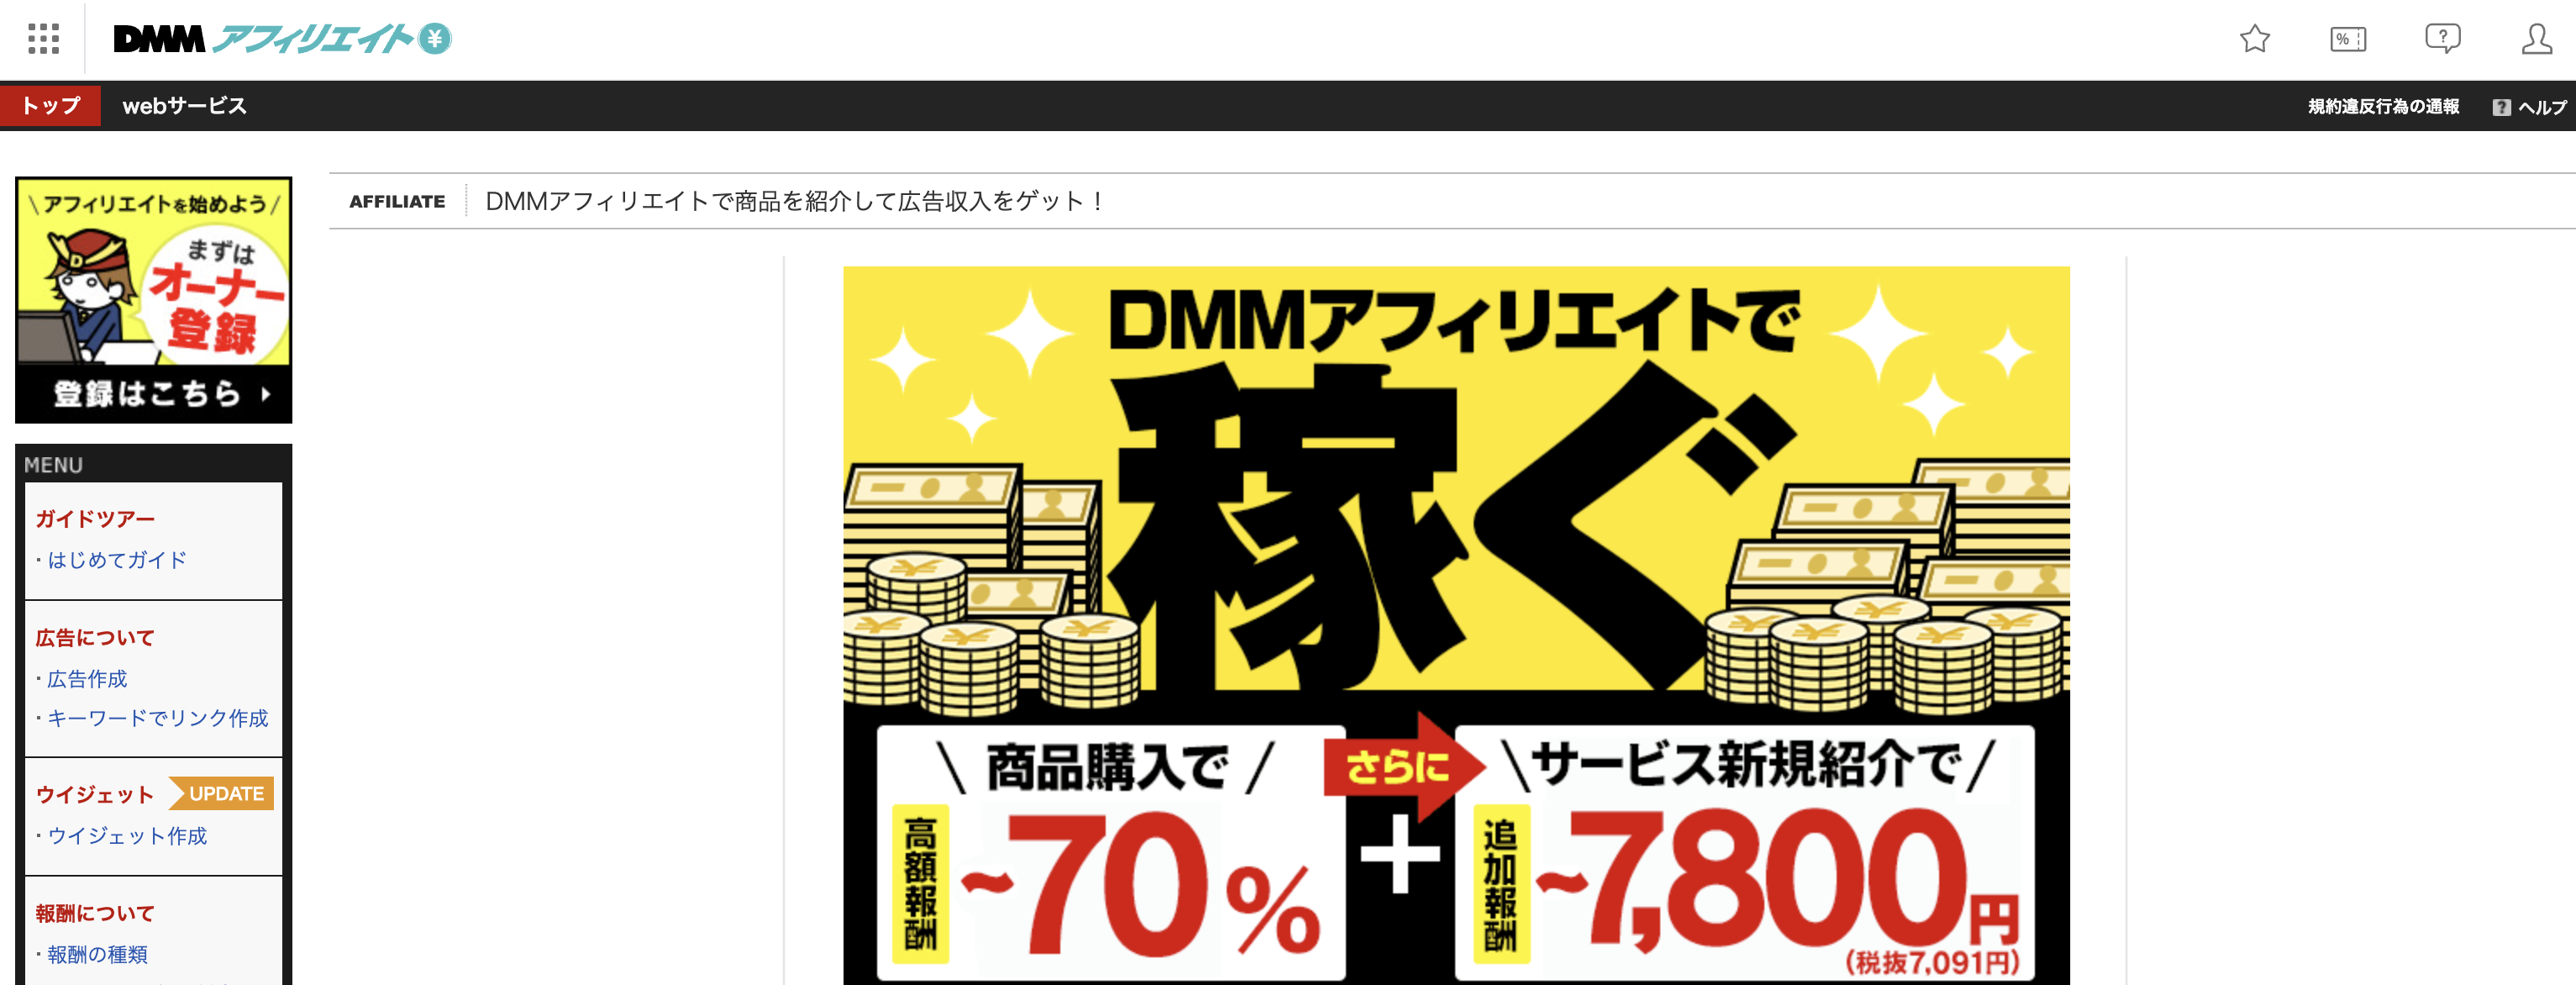 DMM アフィリエイト ¥
%
?
トップ
webサービス
規約違反行為の通報
? ヘルプ
\ アフィリエイトを始めよう /
D
まずは
オーナー
登録
登録はこちら
AFFILIATE
DMMアフィリエイトで商品を紹介して広告収入をゲット！
MENU
ガイドツアー
・はじめてガイド
広告について
・広告作成
・キーワードでリンク作成
ウイジェット UPDATE
・ウイジェット作成
報酬について
・報酬の種類
DMMアフィリエイトで
稼ぐ
\ 商品購入で /
高額報酬
~70%
さらに
+
\サービス新規紹介で/
追加報酬
~7,800円
(税抜7,091円)